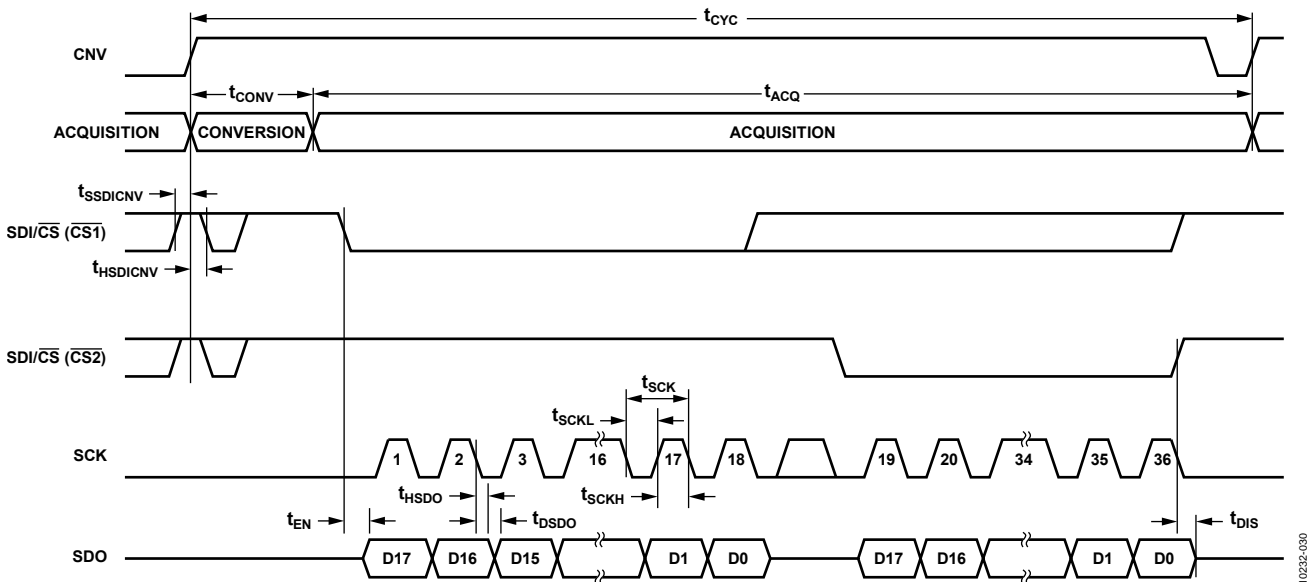 tCYC
CNV
tCONV
tACQ
ACQUISITION CONVERSION ACQUISITION
tSSDICNV
SDI/CS (CS1)
tHSDICNV
SDI/CS (CS2)
tSCK
tSCKL
SCK 1 2 3 16 17 18 19 20 34 35 36
tHSDO
tSCKH
tEN
tDSDO
tDIS
SDO D17 D16 D15 D1 D0 D17 D16 D1 D0
10232-030